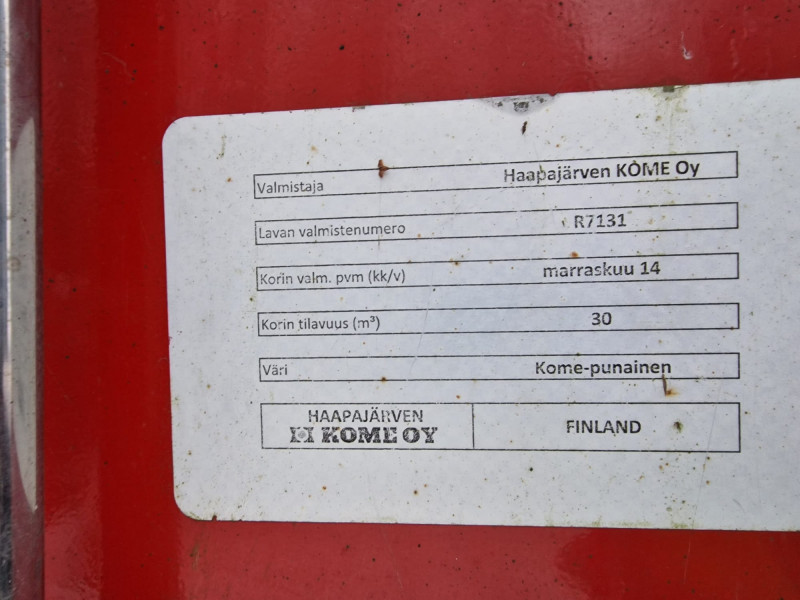 Valmistaja Haapajärven KOME Oy
Lavan valmistenumero R7131
Korin valm. pvm (kk/v) marraskuu 14
Korin tilavuus (m³) 30
Väri Kome-punainen
HAAPAJÄRVEN
KOME OY
FINLAND